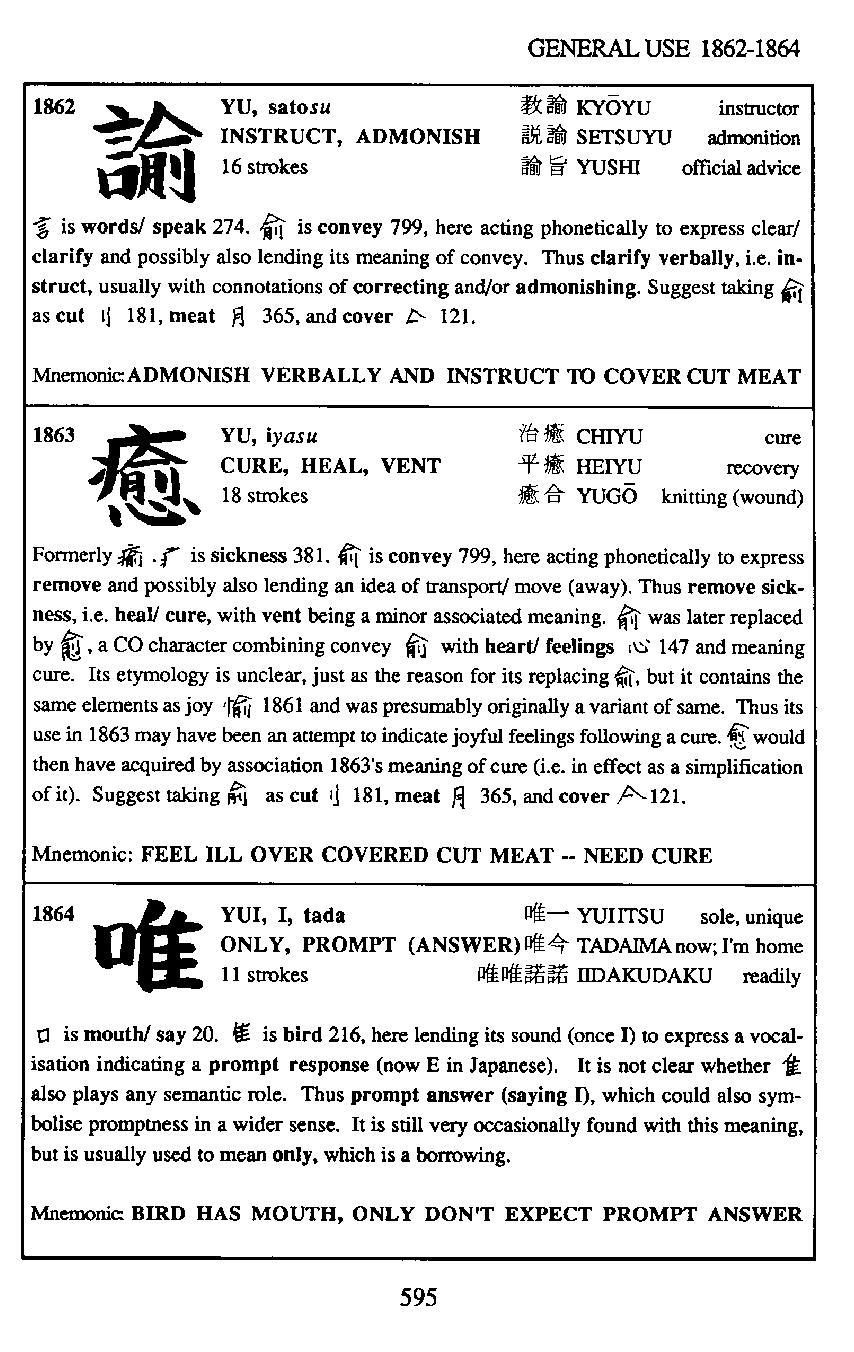 GENERAL USE 1862-1864
1862 諭 YU, satosu 教諭 KYŌYU instructor
INSTRUCT, ADMONISH 説諭 SETSUYU admonition
16 strokes 諭旨 YUSHI official advice
言 is words/ speak 274. 兪 is convey 799, here acting phonetically to express clear/
clarify and possibly also lending its meaning of convey. Thus clarify verbally, i.e. in-
struct, usually with connotations of correcting and/or admonishing. Suggest taking 兪
as cut 刂 181, meat 月 365, and cover 亼 121.
Mnemonic: ADMONISH VERBALLY AND INSTRUCT TO COVER CUT MEAT
1863 癒 YU, iyasu 治癒 CHIYU cure
CURE, HEAL, VENT 平癒 HEIYU recovery
18 strokes 癒合 YUGŌ knitting (wound)
Formerly 瘉 . 疒 is sickness 381. 兪 is convey 799, here acting phonetically to express
remove and possibly also lending an idea of transport/ move (away). Thus remove sick-
ness, i.e. heal/ cure, with vent being a minor associated meaning. 兪 was later replaced
by 愈 , a CO character combining convey 兪 with heart/ feelings 心 147 and meaning
cure. Its etymology is unclear, just as the reason for its replacing 兪, but it contains the
same elements as joy 愉 1861 and was presumably originally a variant of same. Thus its
use in 1863 may have been an attempt to indicate joyful feelings following a cure. 愈 would
then have acquired by association 1863's meaning of cure (i.e. in effect as a simplification
of it). Suggest taking 兪 as cut 刂 181, meat 月 365, and cover 亼 121.
Mnemonic: FEEL ILL OVER COVERED CUT MEAT -- NEED CURE
1864 唯 YUI, I, tada 唯一 YUIITSU sole, unique
ONLY, PROMPT (ANSWER) 唯今 TADAIMA now; I'm home
11 strokes 唯唯諾諾 IIDAKUDAKU readily
口 is mouth/ say 20. 隹 is bird 216, here lending its sound (once I) to express a vocal-
isation indicating a prompt response (now E in Japanese). It is not clear whether 隹
also plays any semantic role. Thus prompt answer (saying I), which could also sym-
bolise promptness in a wider sense. It is still very occasionally found with this meaning,
but is usually used to mean only, which is a borrowing.
Mnemonic: BIRD HAS MOUTH, ONLY DON'T EXPECT PROMPT ANSWER
595